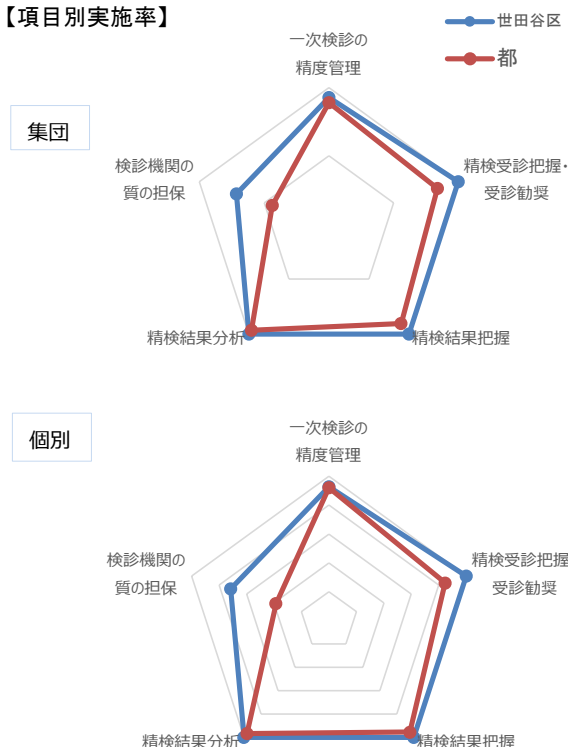 【項目別実施率】
世田谷区
都
集団
一次検診の
精度管理
精検受診把握・
受診勧奨
精検結果把握
精検結果分析
検診機関の
質の担保
個別
一次検診の
精度管理
精検受診把握
受診勧奨
精検結果把握
精検結果分析
検診機関の
質の担保